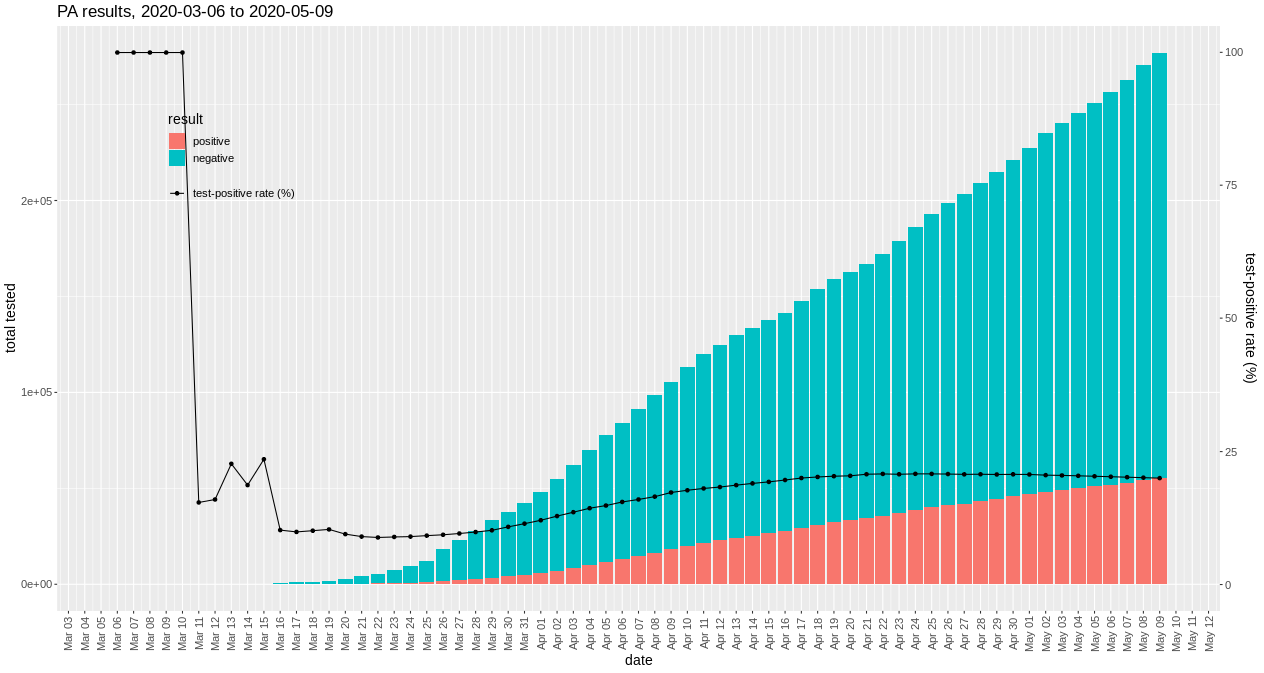 PA results, 2020-03-06 to 2020-05-09
total tested
2e+05
1e+05
0e+00
result
positive
negative
test-positive rate (%)
100
75
50
25
0
test-positive rate (%)
Mar 03
Mar 04
Mar 05
Mar 06
Mar 07
Mar 08
Mar 09
Mar 10
Mar 11
Mar 12
Mar 13
Mar 14
Mar 15
Mar 16
Mar 17
Mar 18
Mar 19
Mar 20
Mar 21
Mar 22
Mar 23
Mar 24
Mar 25
Mar 26
Mar 27
Mar 28
Mar 29
Mar 30
Mar 31
Apr 01
Apr 02
Apr 03
Apr 04
Apr 05
Apr 06
Apr 07
Apr 08
Apr 09
Apr 10
Apr 11
Apr 12
Apr 13
Apr 14
Apr 15
Apr 16
Apr 17
Apr 18
Apr 19
Apr 20
Apr 21
Apr 22
Apr 23
Apr 24
Apr 25
Apr 26
Apr 27
Apr 28
Apr 29
Apr 30
May 01
May 02
May 03
May 04
May 05
May 06
May 07
May 08
May 09
May 10
May 11
May 12
date